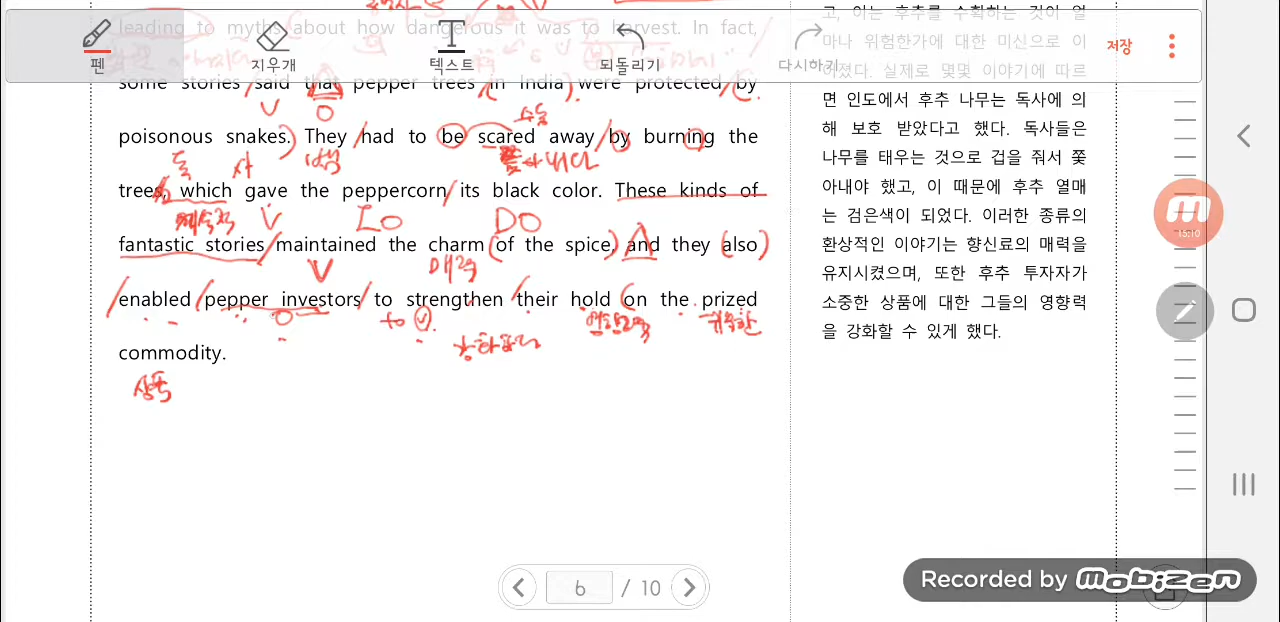 leading to myths about how dangerous it was to harvest. In fact,
some stories said that pepper trees in India were protected by
poisonous snakes. They had to be scared away by burning the
trees, which gave the peppercorn its black color. These kinds of
fantastic stories maintained the charm of the spice, and they also
enabled pepper investors to strengthen their hold on the prized
commodity.
고, 이는 후추를 수확하는 것이 얼
마나 위험한가에 대한 미신으로 이
어졌다. 실제로 몇몇 이야기에 따르
면 인도에서 후추 나무는 독사에 의
해 보호 받았다고 했다. 독사들은
나무를 태우는 것으로 겁을 줘서 쫓
아내야 했고, 이 때문에 후추 열매
는 검은색이 되었다. 이러한 종류의
환상적인 이야기는 향신료의 매력을
유지시켰으며, 또한 후추 투자자가
소중한 상품에 대한 그들의 영향력
을 강화할 수 있게 했다.
펜
지우개
텍스트
되돌리기
다시하기
저장
V
O
수동
독 사
쫓아내다
계속적
V
IO
DO
V
매력
O
to V
강화하다
영향력
귀중한
상품
15:10
6 / 10
Recorded by MOBIZEN